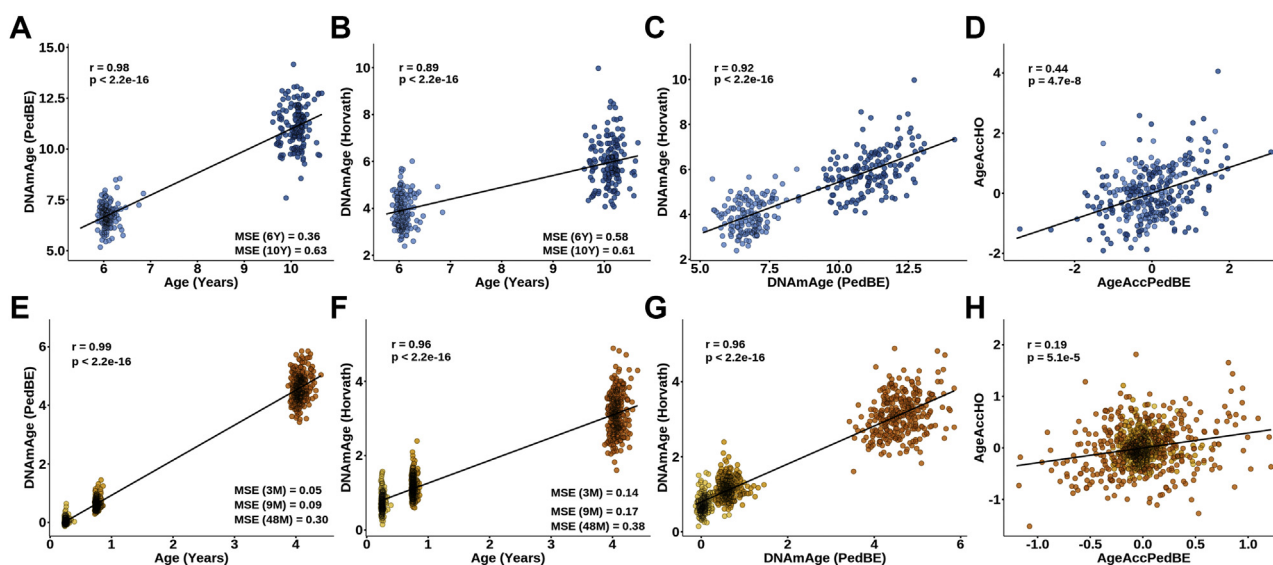 A
DNAmAge (PedBE)
15.0
12.5
10.0
7.5
5.0
r = 0.98
p < 2.2e-16
MSE (6Y) = 0.36
MSE (10Y) = 0.63
6 7 8 9 10
Age (Years)
B
DNAmAge (Horvath)
10
8
6
4
2
r = 0.89
p < 2.2e-16
MSE (6Y) = 0.58
MSE (10Y) = 0.61
6 7 8 9 10
Age (Years)
C
DNAmAge (Horvath)
10
8
6
4
2
r = 0.92
p < 2.2e-16
5.0 7.5 10.0 12.5
DNAmAge (PedBE)
D
AgeAccHO
4
2
0
-2
r = 0.44
p = 4.7e-8
-2 0 2
AgeAccPedBE
E
DNAmAge (PedBE)
6
4
2
0
r = 0.99
p < 2.2e-16
MSE (3M) = 0.05
MSE (9M) = 0.09
MSE (48M) = 0.30
0 1 2 3 4
Age (Years)
F
DNAmAge (Horvath)
4
2
0
r = 0.96
p < 2.2e-16
MSE (3M) = 0.14
MSE (9M) = 0.17
MSE (48M) = 0.38
0 1 2 3 4
Age (Years)
G
DNAmAge (Horvath)
6
4
2
0
r = 0.96
p < 2.2e-16
0 2 4 6
DNAmAge (PedBE)
H
AgeAccHO
2
1
0
-1
r = 0.19
p = 5.1e-5
-1.0 -0.5 0.0 0.5 1.0
AgeAccPedBE